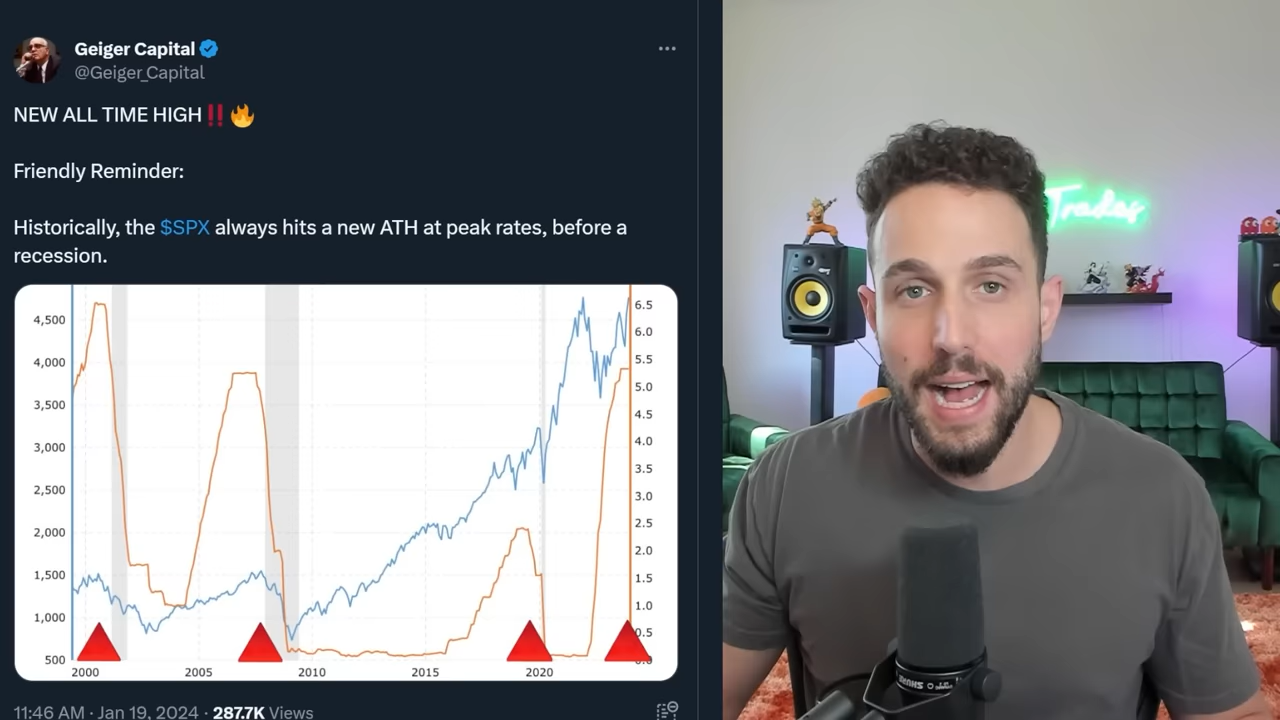 Geiger Capital
@Geiger_Capital
NEW ALL TIME HIGH‼️🔥
Friendly Reminder:
Historically, the $SPX always hits a new ATH at peak rates, before a
recession.
4,500
4,000
3,500
3,000
2,500
2,000
1,500
1,000
500
6.5
6.0
5.5
5.0
4.5
4.0
3.5
3.0
2.5
2.0
1.5
1.0
0.5
2000 2005 2010 2015 2020
11:46 AM · Jan 19, 2024 · 287.7K Views
Trades
SHURE